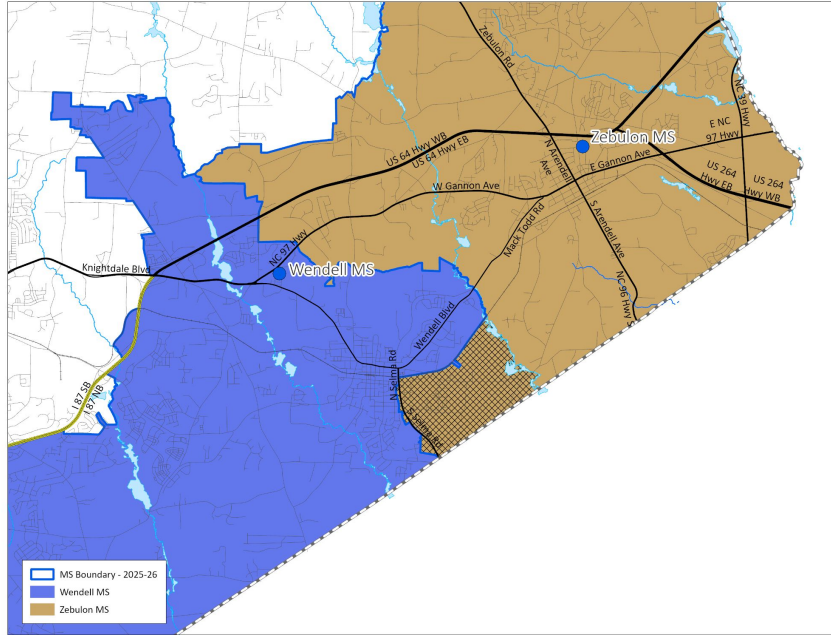 Zebulon Rd
NC 39 Hwy
E NC
97 Hwy
Zebulon MS
US 64 Hwy WB
US 64 Hwy EB
N Arendell
Ave
E Gannon Ave
US 264
Hwy EB
US 264
Hwy WB
W Gannon Ave
S Arendell Ave
Mack Todd Rd
NC 97 Hwy
Knightdale Blvd
Wendell MS
NC 96 Hwy S
Wendell Blvd
N Selma Rd
I 87 SB
I 87 NB
S Selma Rd
MS Boundary - 2025-26
Wendell MS
Zebulon MS